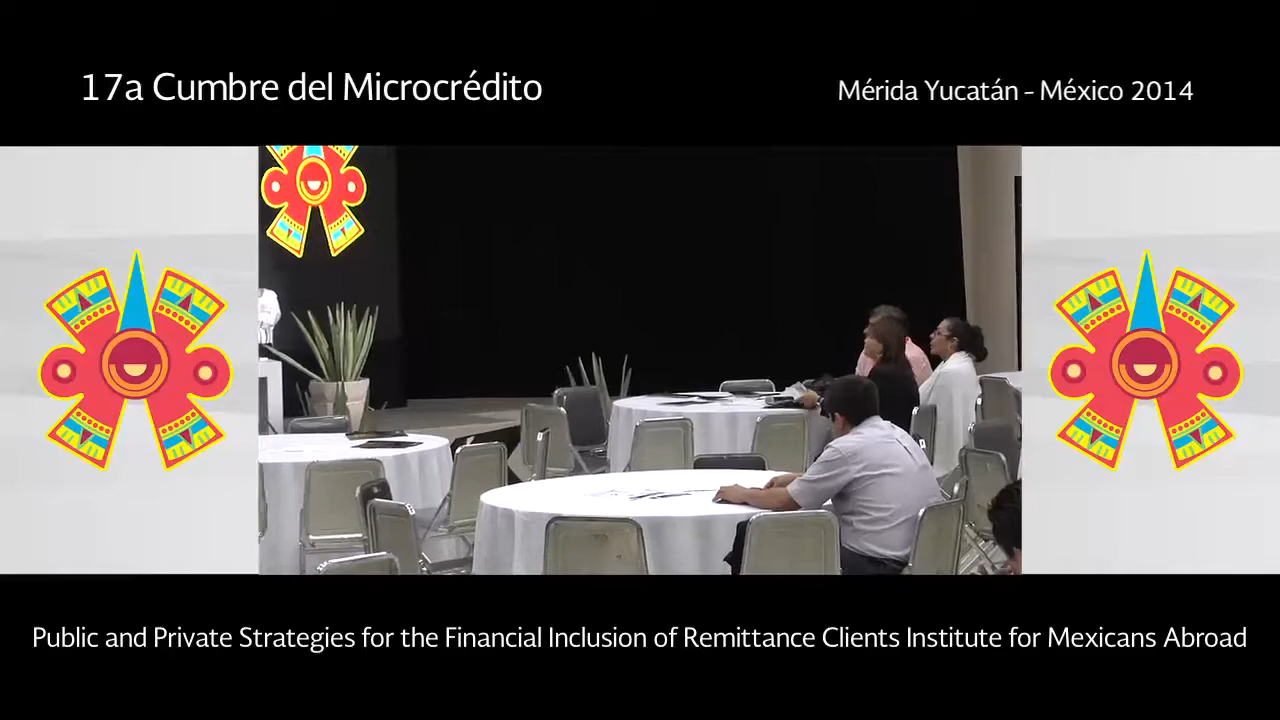 17a Cumbre del Microcrédito
Mérida Yucatán - México 2014
Public and Private Strategies for the Financial Inclusion of Remittance Clients Institute for Mexicans Abroad